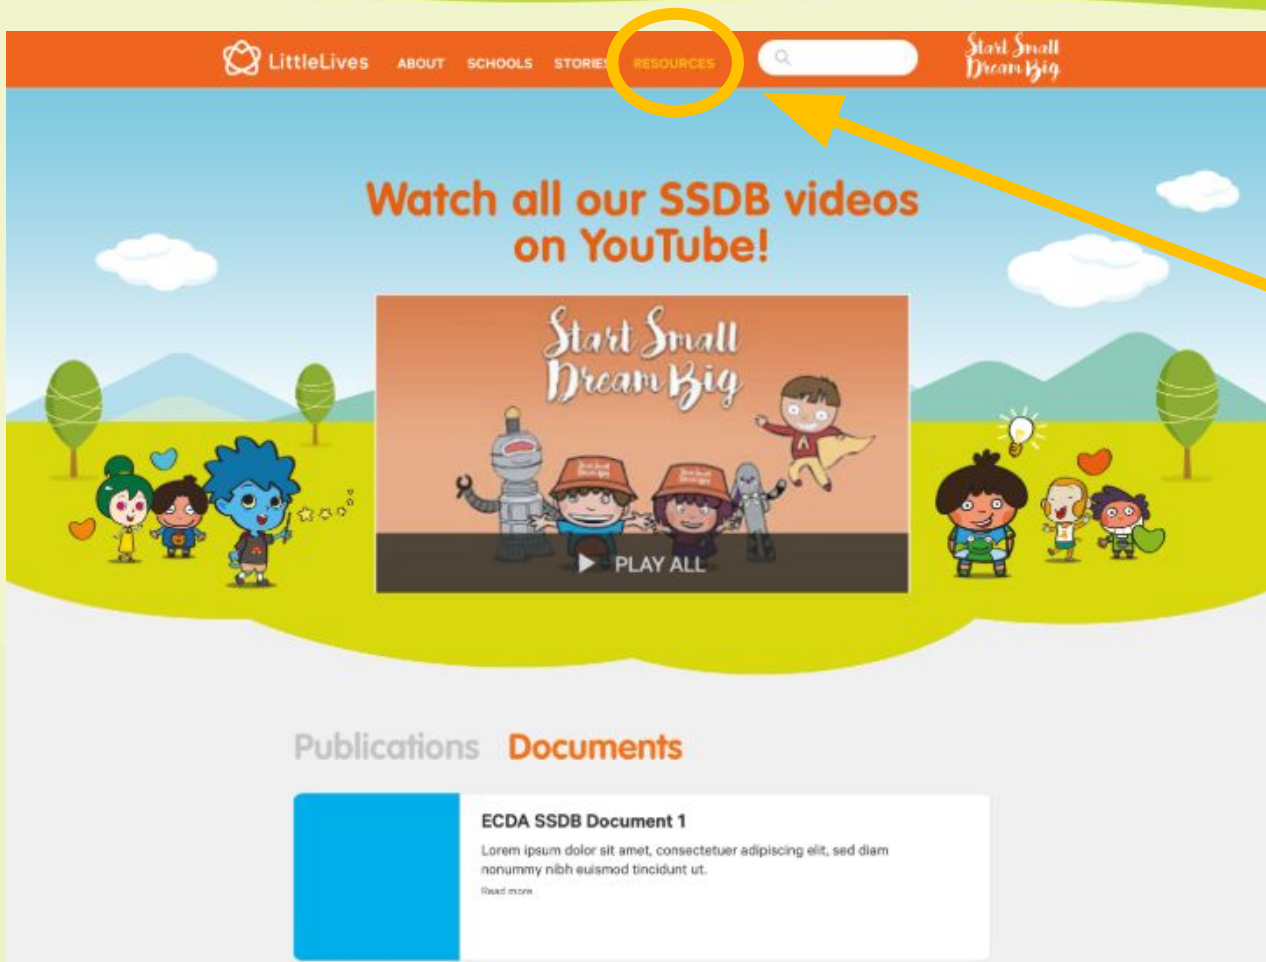 LittleLives ABOUT SCHOOLS STORIES RESOURCES
Start Small
Dream Big
Watch all our SSDB videos
on YouTube!
Start Small
Dream Big
PLAY ALL
Publications Documents
ECDA SSDB Document 1
Lorem ipsum dolor sit amet, consectetuer adipiscing elit, sed diam
nonummy nibh euismod tincidunt ut.
Read more